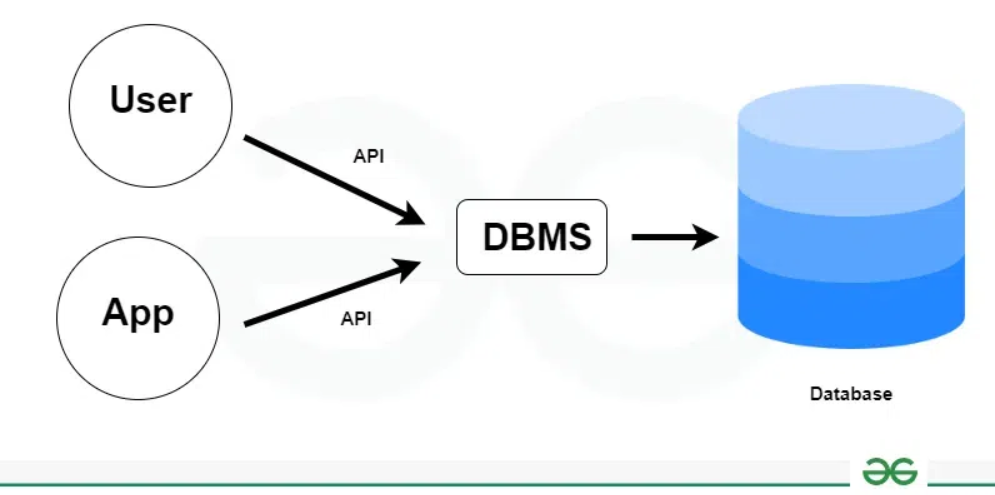 User
API
DBMS
App
API
Database